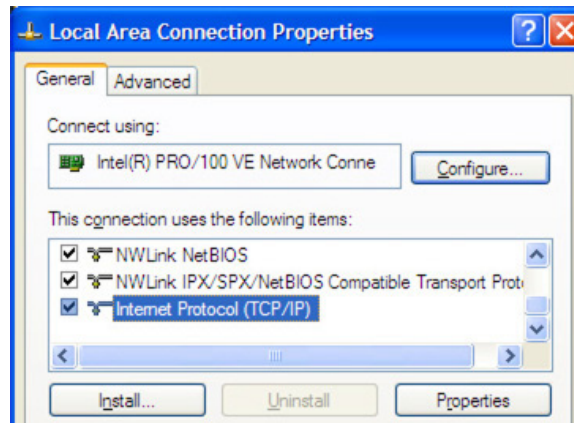 Local Area Connection Properties
General Advanced
Connect using:
Intel(R) PRO/100 VE Network Conne
Configure...
This connection uses the following items:
NWLink NetBIOS
NWLink IPX/SPX/NetBIOS Compatible Transport Proto
Internet Protocol (TCP/IP)
Install... Uninstall Properties